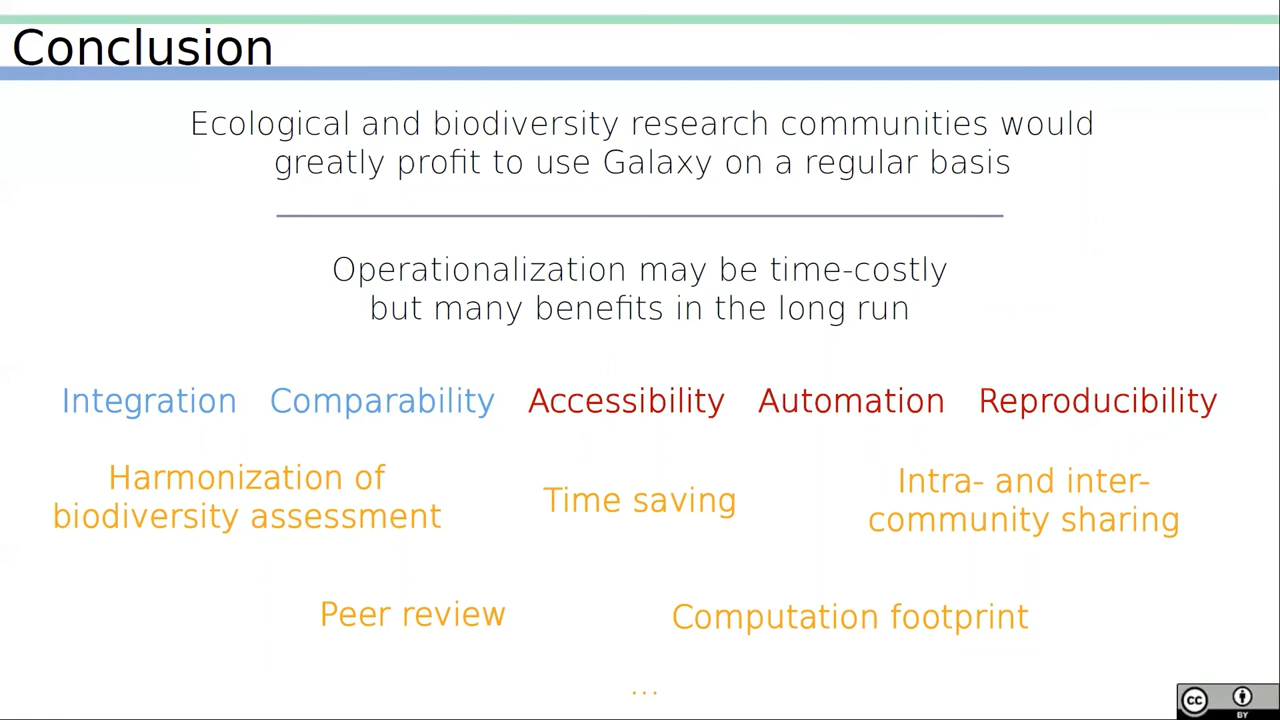 Conclusion
Ecological and biodiversity research communities would
greatly profit to use Galaxy on a regular basis
Operationalization may be time-costly
but many benefits in the long run
Integration Comparability Accessibility Automation Reproducibility
Harmonization of
biodiversity assessment
Time saving
Intra- and inter-
community sharing
Peer review
Computation footprint
...
cc
BY